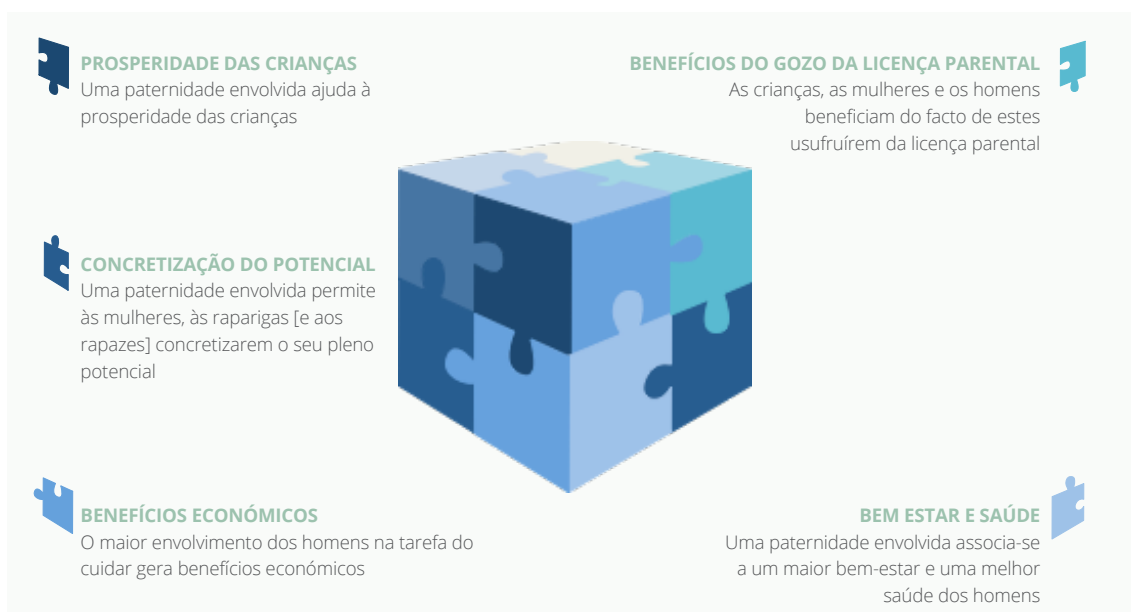 PROSPERIDADE DAS CRIANÇAS
Uma paternidade envolvida ajuda à
prosperidade das crianças
BENEFÍCIOS DO GOZO DA LICENÇA PARENTAL
As crianças, as mulheres e os homens
beneficiam do facto de estes
usufruírem da licença parental
CONCRETIZAÇÃO DO POTENCIAL
Uma paternidade envolvida permite
às mulheres, às raparigas [e aos
rapazes] concretizarem o seu pleno
potencial
BENEFÍCIOS ECONÓMICOS
O maior envolvimento dos homens na tarefa do
cuidar gera benefícios económicos
BEM ESTAR E SAÚDE
Uma paternidade envolvida associa-se
a um maior bem-estar e uma melhor
saúde dos homens